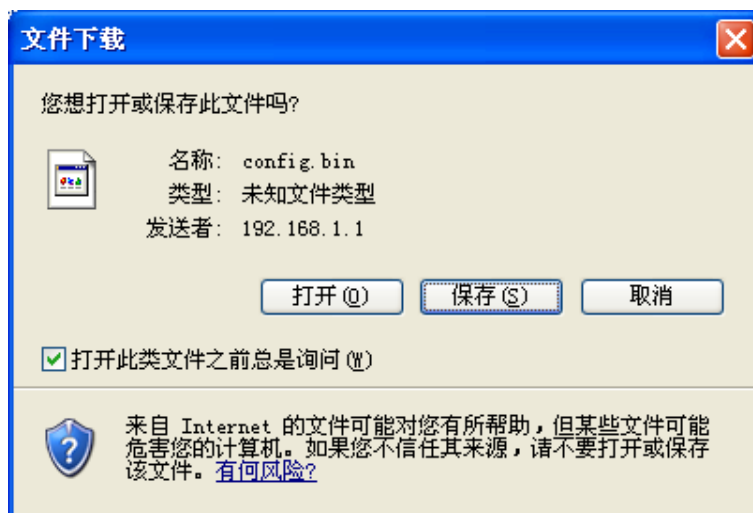 文件下载
您想打开或保存此文件吗?
名称: config.bin
类型: 未知文件类型
发送者: 192.168.1.1
打开(O) 保存(S) 取消
打开此类文件之前总是询问(W)
来自 Internet 的文件可能对您有所帮助，但某些文件可能
危害您的计算机。如果您不信任其来源，请不要打开或保存
该文件。有何风险?